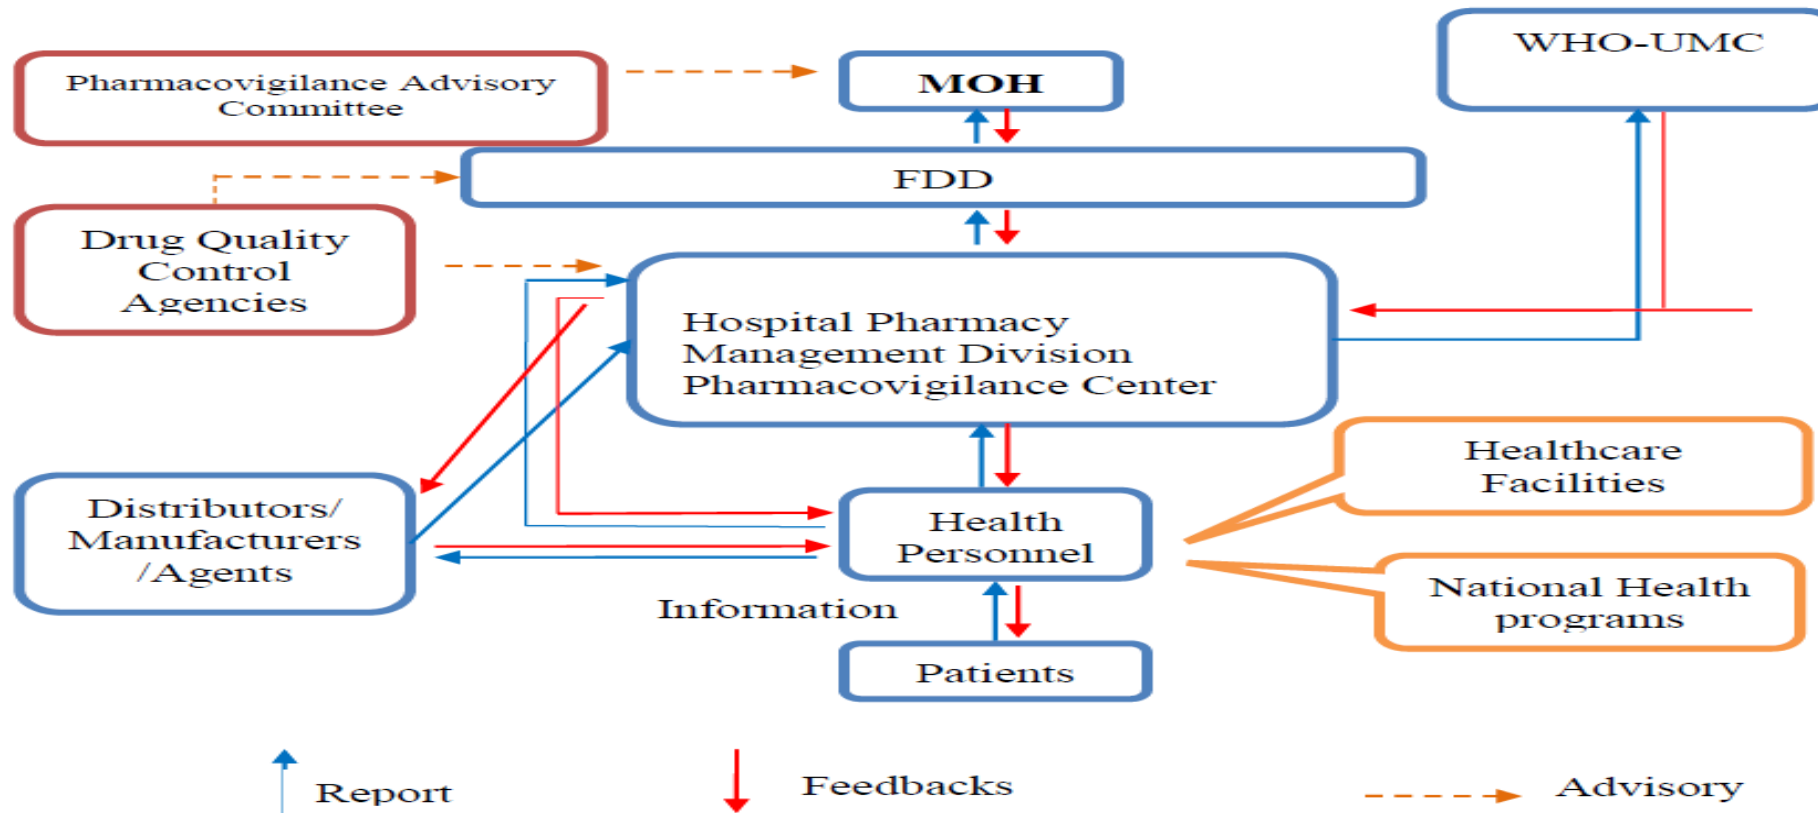 WHO-UMC
Pharmacovigilance Advisory
Committee
MOH
FDD
Drug Quality
Control
Agencies
Hospital Pharmacy
Management Division
Pharmacovigilance Center
Healthcare
Facilities
Distributors/
Manufacturers
/Agents
Health
Personnel
National Health
programs
Information
Patients
Report
Feedbacks
Advisory